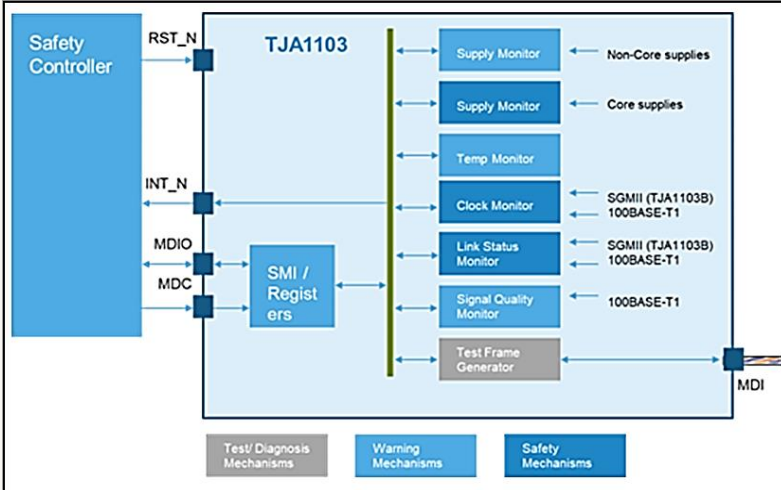 Safety
Controller
RST_N
INT_N
MDIO
MDC
TJA1103
SMI /
Regist
ers
Supply Monitor
Non-Core supplies
Supply Monitor
Core supplies
Temp Monitor
Clock Monitor
SGMII (TJA1103B)
100BASE-T1
Link Status
Monitor
SGMII (TJA1103B)
100BASE-T1
Signal Quality
Monitor
100BASE-T1
Test Frame
Generator
MDI
Test/ Diagnosis
Mechanisms
Warning
Mechanisms
Safety
Mechanisms